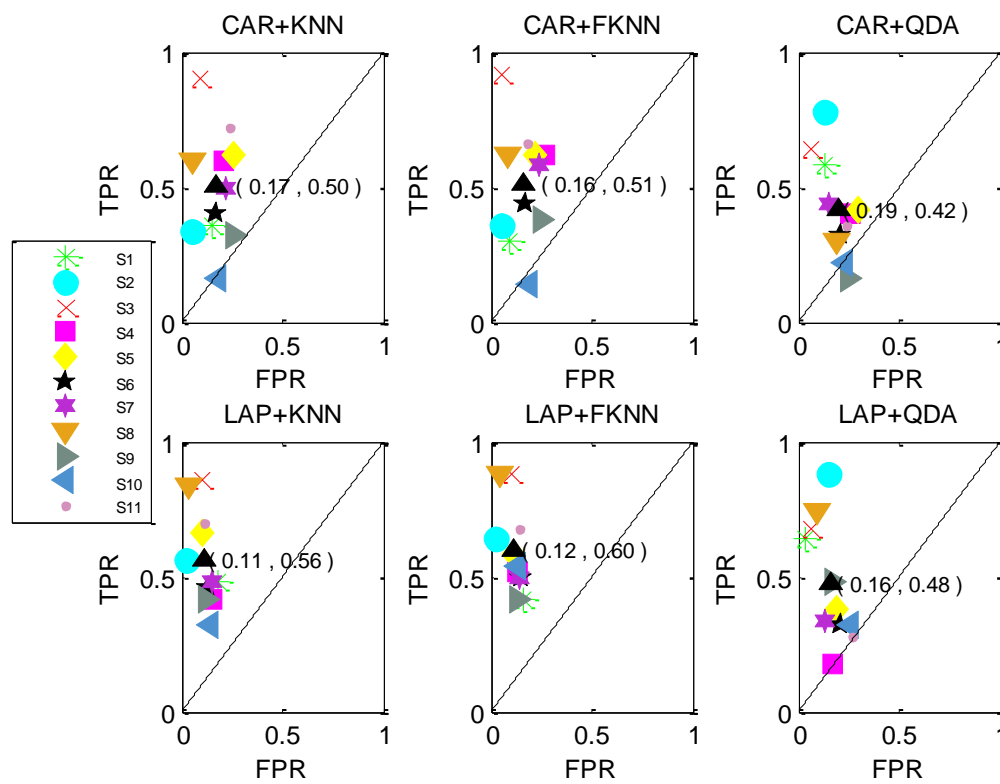 CAR+KNN
CAR+FKNN
CAR+QDA
1
1
1
TPR
TPR
TPR
0.5
0.5
0.5
( 0.17 , 0.50 )
( 0.16 , 0.51 )
( 0.19 , 0.42 )
0
0
0
0 0.5 1
0 0.5 1
0 0.5 1
FPR
FPR
FPR
S1
S2
S3
S4
S5
S6
S7
S8
S9
S10
S11
LAP+KNN
LAP+FKNN
LAP+QDA
1
1
1
TPR
TPR
TPR
0.5
0.5
0.5
( 0.11 , 0.56 )
( 0.12 , 0.60 )
( 0.16 , 0.48 )
0
0
0
0 0.5 1
0 0.5 1
0 0.5 1
FPR
FPR
FPR